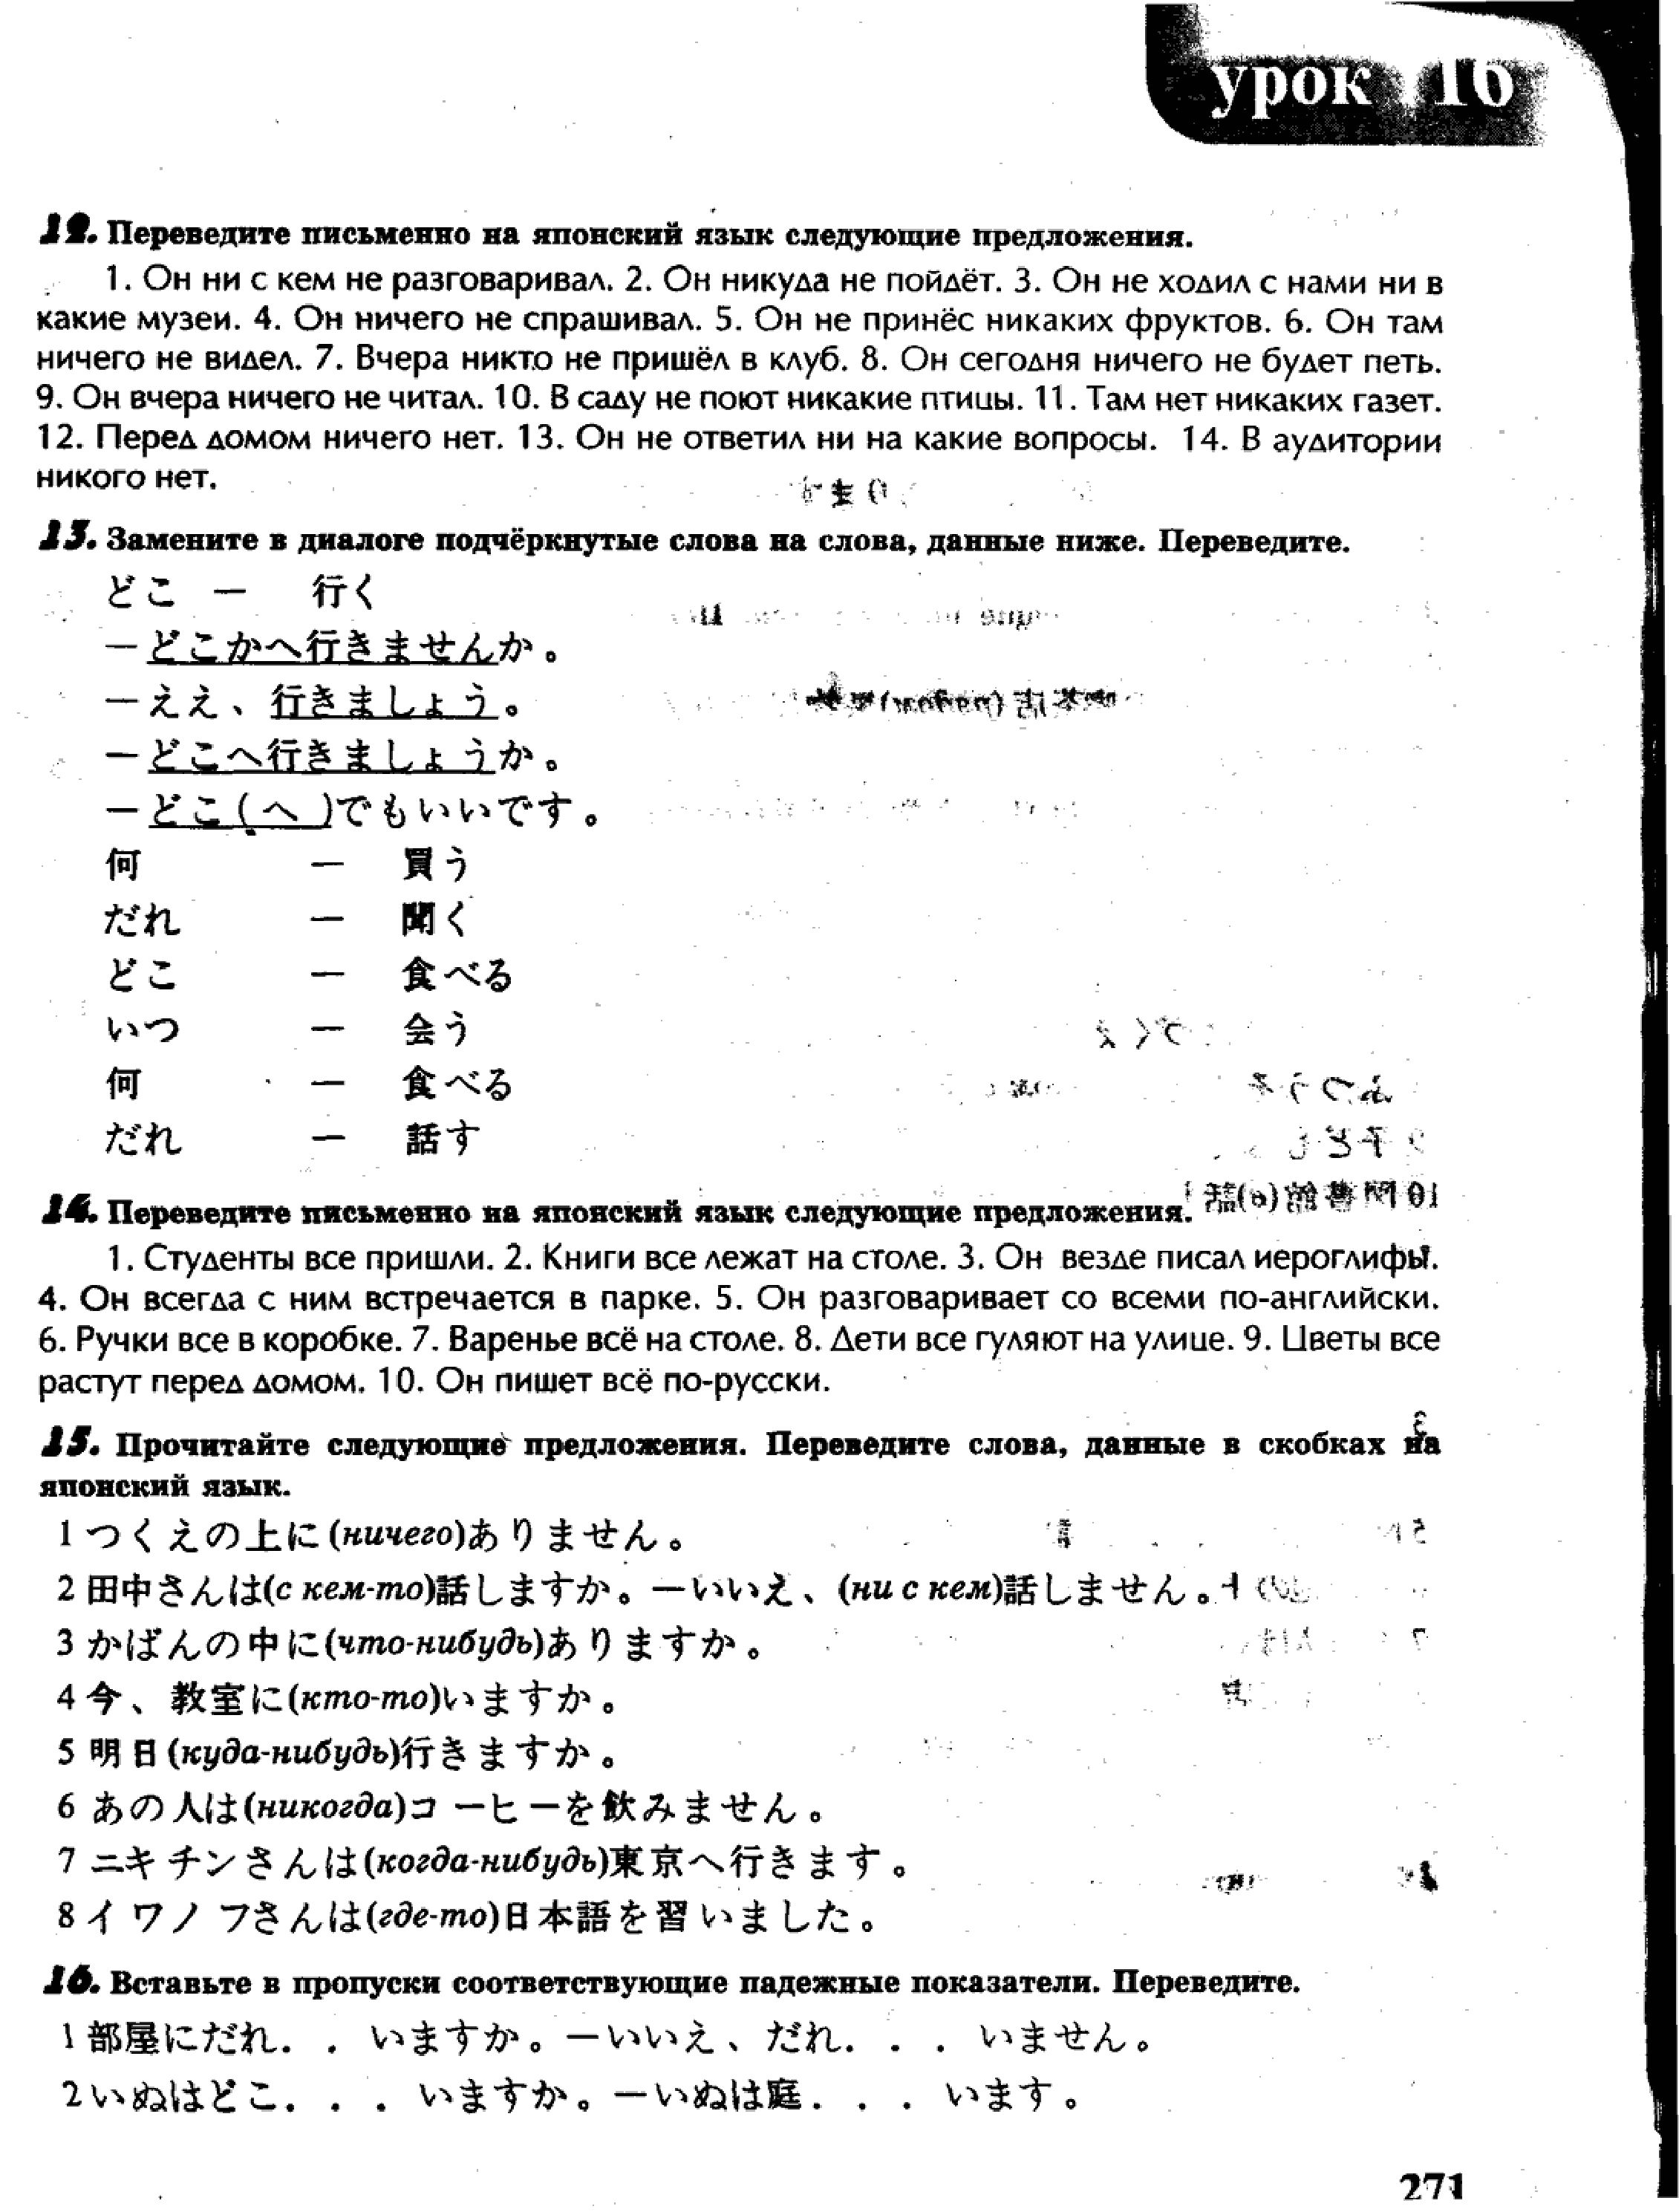 урок 16
12. Переведите письменно на японский язык следующие предложения.
1. Он ни с кем не разговаривал. 2. Он никуда не пойдёт. 3. Он не ходил с нами ни в
какие музеи. 4. Он ничего не спрашивал. 5. Он не принёс никаких фруктов. 6. Он там
ничего не видел. 7. Вчера никто не пришёл в клуб. 8. Он сегодня ничего не будет петь.
9. Он вчера ничего не читал. 10. В саду не поют никакие птицы. 11. Там нет никаких газет.
12. Перед домом ничего нет. 13. Он не ответил ни на какие вопросы. 14. В аудитории
никого нет.
13. Замените в диалоге подчёркнутые слова на слова, данные ниже. Переведите.
どこ ー 行く
ーどこかへ行きませんか。
ーええ、行きましょう。
ーどこへ行きましょうか。
ーどこ(へ)でもいいです。
何 ー 買う
だれ ー 聞く
どこ ー 食べる
いつ ー 会う
何 ー 食べる
だれ ー 話す
14. Переведите письменно на японский язык следующие предложения.
1. Студенты все пришли. 2. Книги все лежат на столе. 3. Он везде писал иероглифы.
4. Он всегда с ним встречается в парке. 5. Он разговаривает со всеми по-английски.
6. Ручки все в коробке. 7. Варенье всё на столе. 8. Дети все гуляют на улице. 9. Цветы все
растут перед домом. 10. Он пишет всё по-русски.
15. Прочитайте следующие предложения. Переведите слова, данные в скобках на
японский язык.
1 つくえの上に(ничего)ありません。
2 田中さんは(с кем-то)話しますか。ーいいえ、(ни с кем)話しません。
3 かばんの中に(что-нибудь)ありますか。
4 今、教室に(кто-то)いますか。
5 明日(куда-нибудь)行きますか。
6 あの人は(никогда)コーヒーを飲みません。
7 ニキチンさんは(когда-нибудь)東京へ行きます。
8 イワノフさんは(где-то)日本語を習いました。
16. Вставьте в пропуски соответствующие падежные показатели. Переведите.
1 部屋にだれ. . いますか。ーいいえ、だれ. . . いません。
2 いぬはどこ. . . いますか。ーいぬは庭. . . います。
271